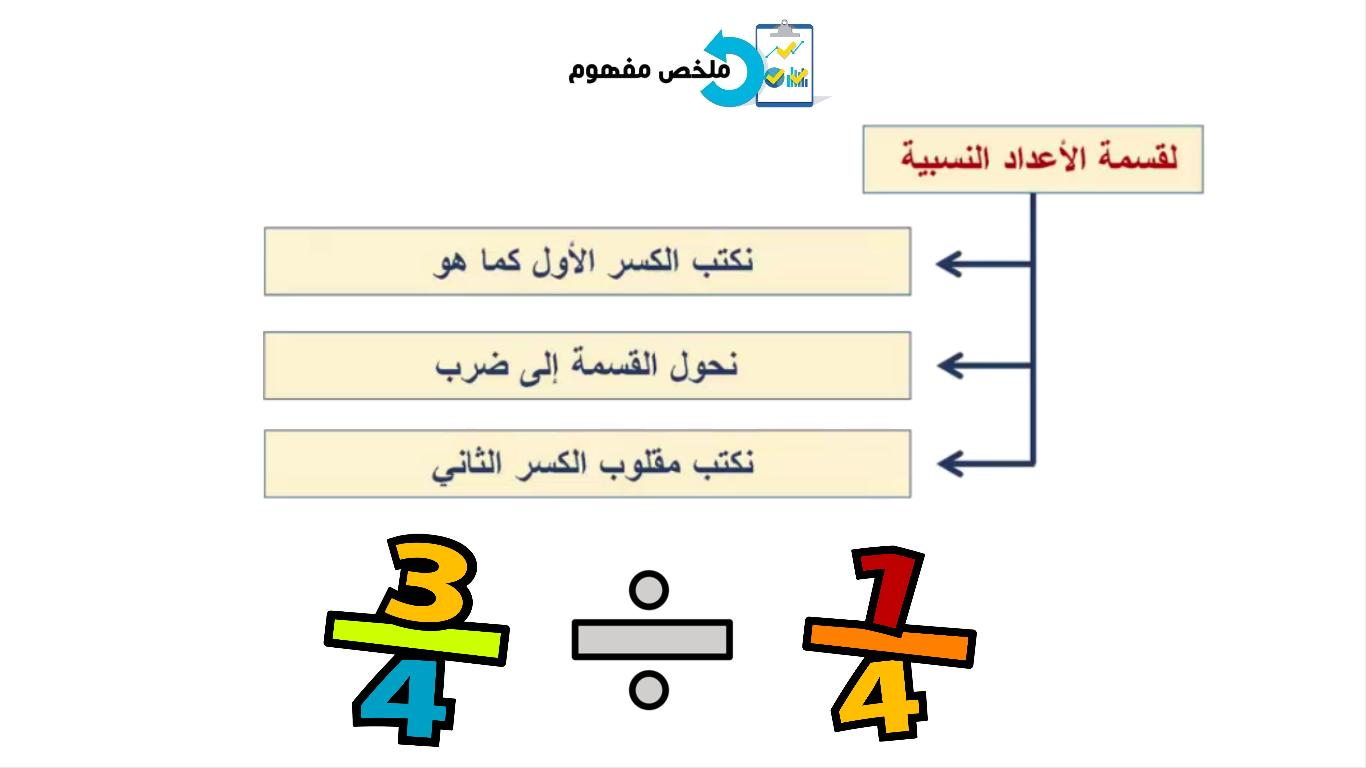 ملخص مفهوم
لقسمة الأعداد النسبية
نكتب الكسر الأول كما هو
نحول القسمة إلى ضرب
نكتب مقلوب الكسر الثاني
3 ÷ 1
4 4